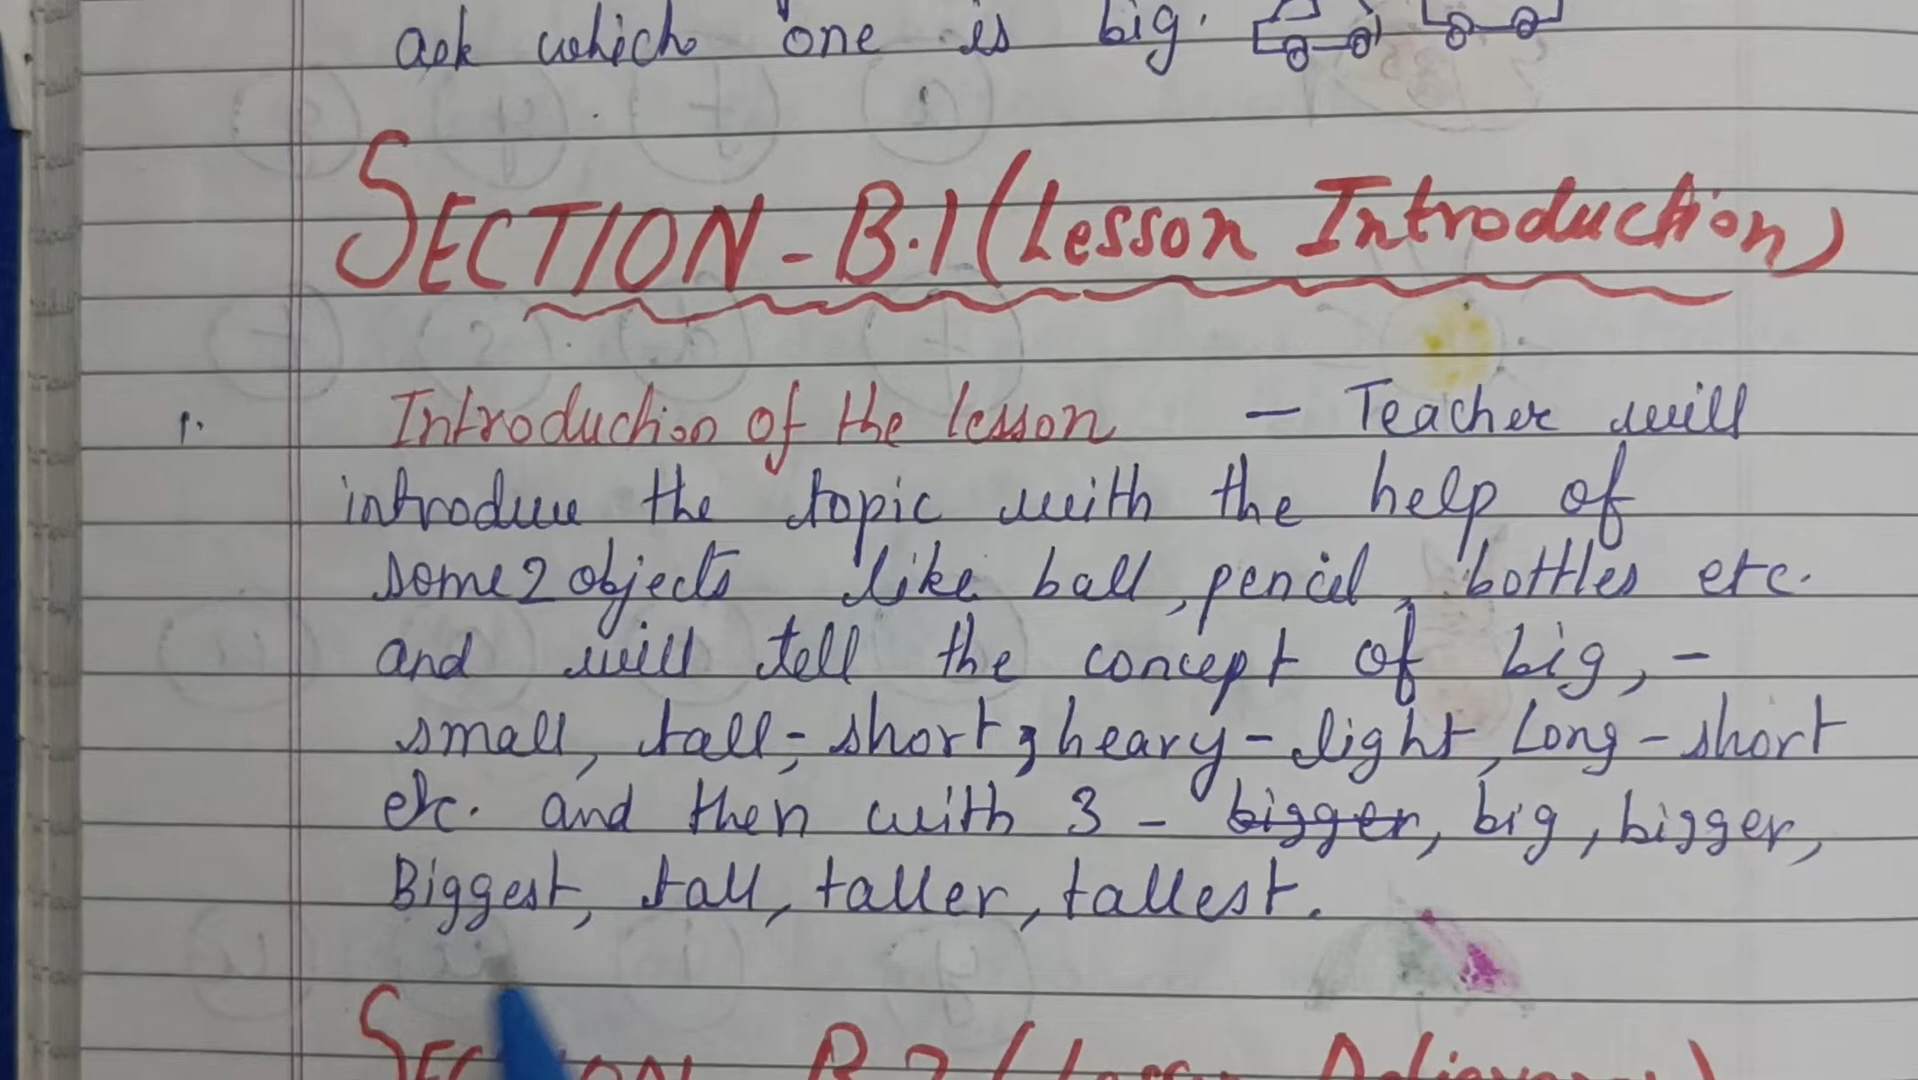 ask which one is big.
SECTION - B.1 (Lesson Introduction)
1. Introduction of the lesson — Teacher will
introduce the topic with the help of
some 2 objects like ball, pencil, bottles etc.
and will tell the concept of big, -
small, tall - short, heavy - light, Long - short
etc. and then with 3 - bigger, big, bigger,
Biggest, tall, taller, tallest.
SECTION B.2 (